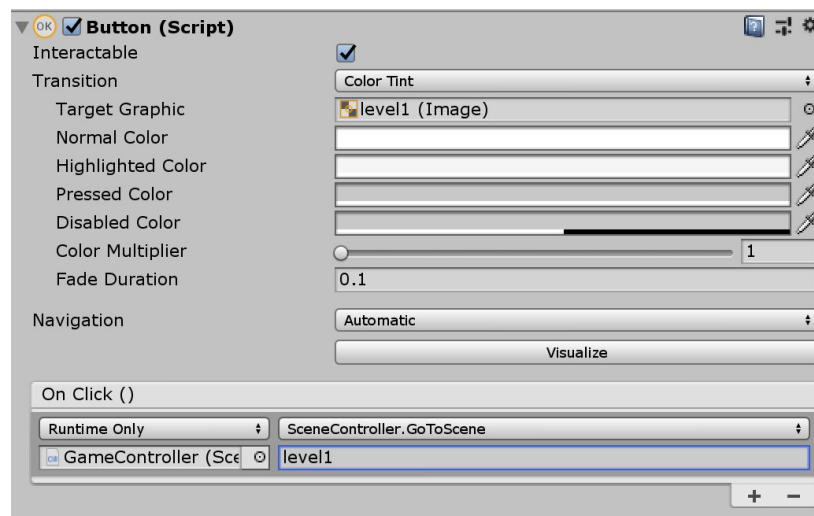 OK Button (Script)
Interactable
Transition Color Tint
Target Graphic level1 (Image)
Normal Color
Highlighted Color
Pressed Color
Disabled Color
Color Multiplier 1
Fade Duration 0.1
Navigation Automatic
Visualize
On Click ()
Runtime Only SceneController.GoToScene
GameController (Sce level1
+ −